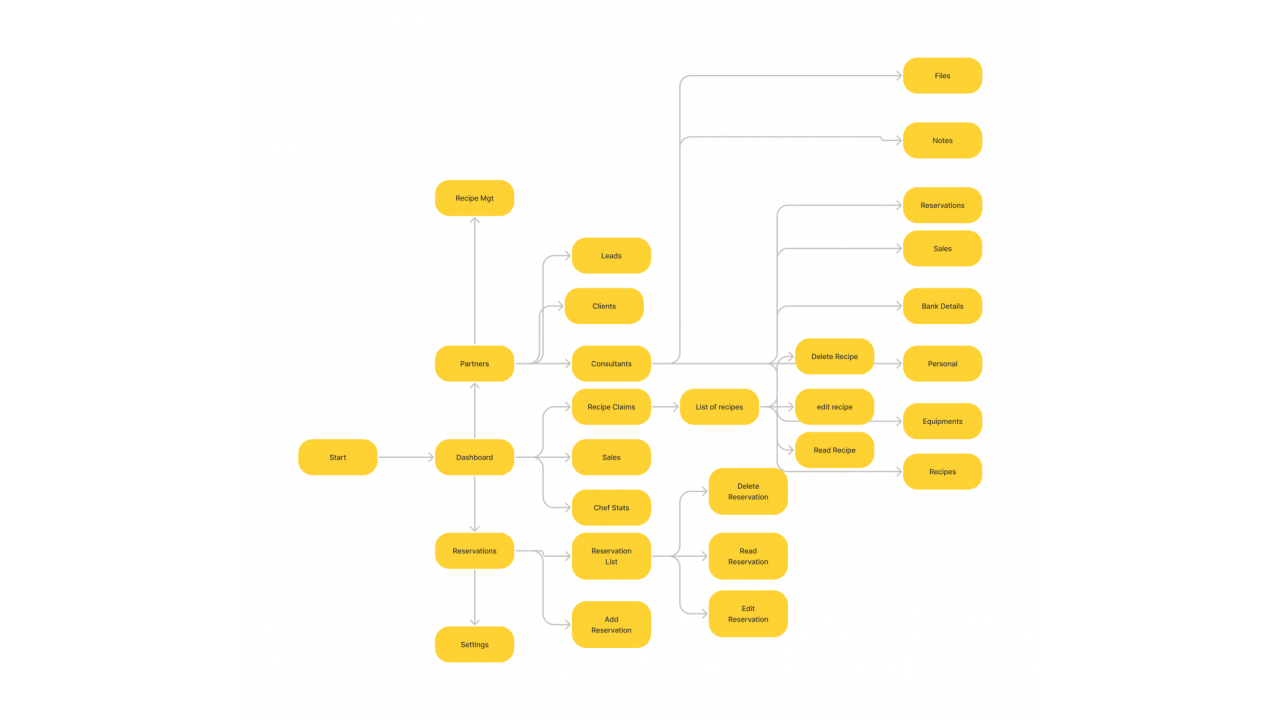 Files
Notes
Recipe Mgt
Reservations
Leads
Sales
Clients
Bank Details
Partners
Consultants
Delete Recipe
Personal
Recipe Claims
List of recipes
edit recipe
Equipments
Start
Dashboard
Sales
Read Recipe
Recipes
Chef Stats
Delete
Reservation
Reservations
Reservation
List
Read
Reservation
Add
Reservation
Edit
Reservation
Settings